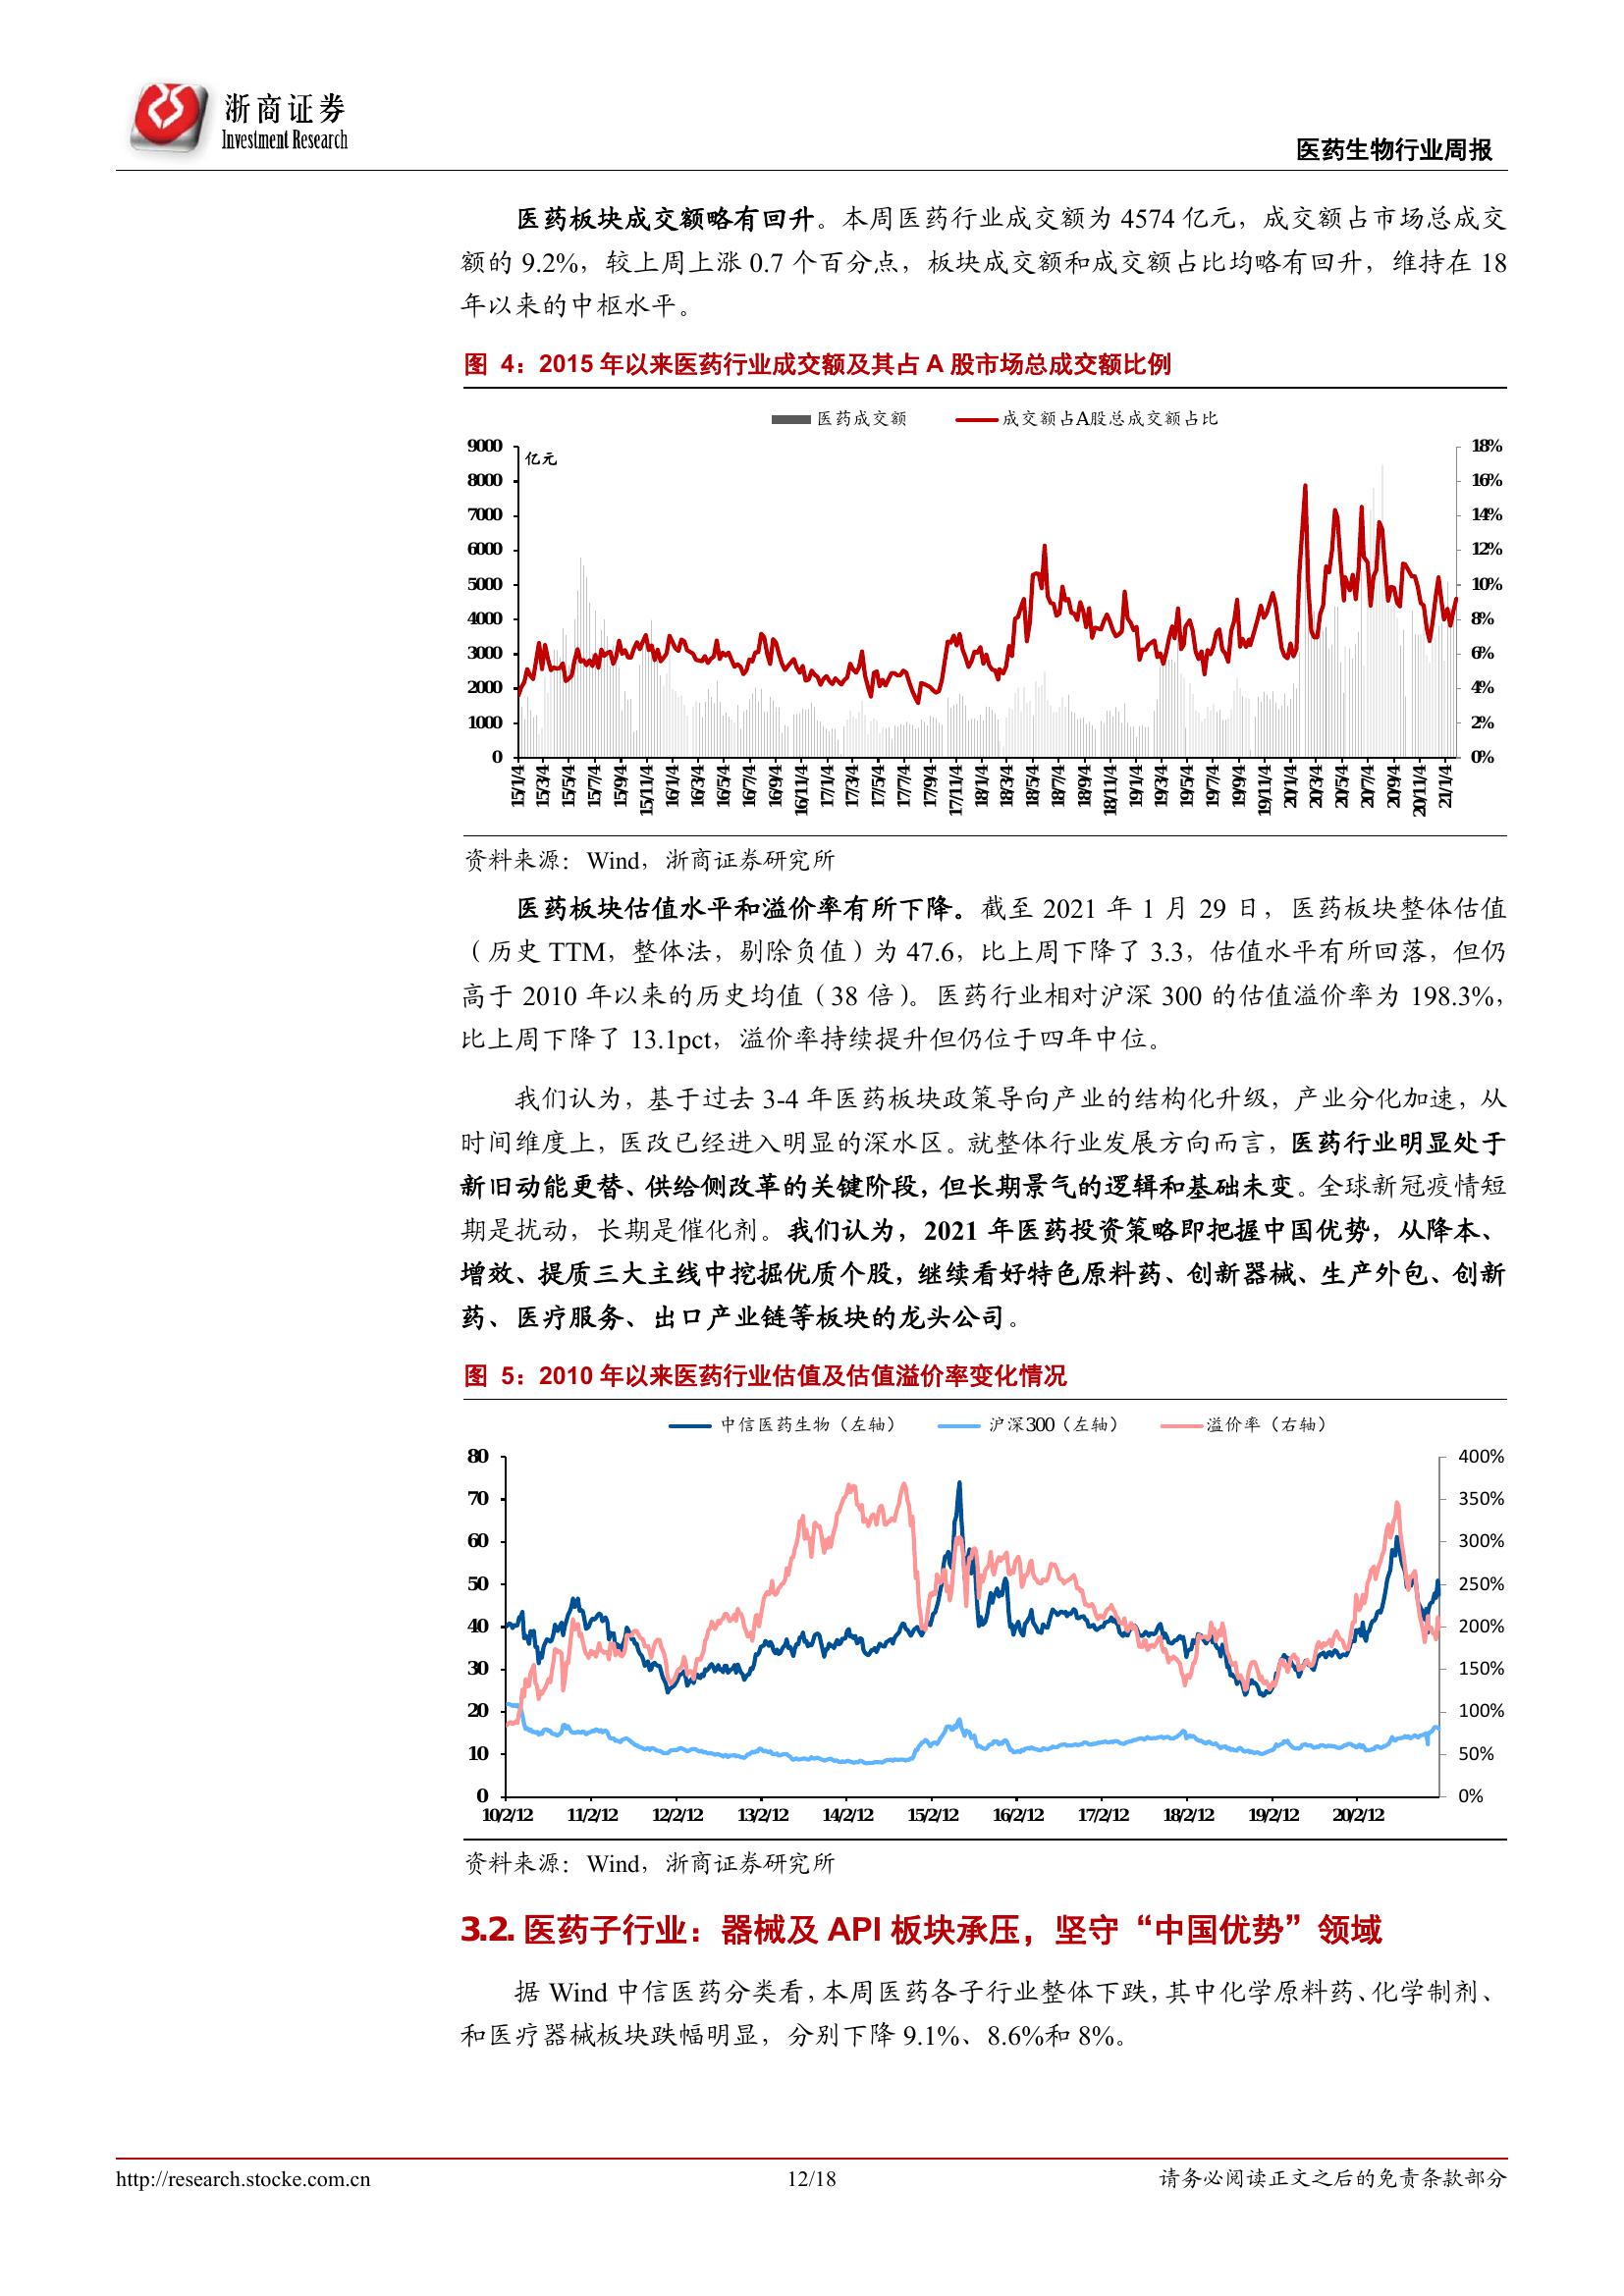 浙商证券
Investment Research
医药生物行业周报
医药板块成交额略有回升。本周医药行业成交额为 4574 亿元，成交额占市场总成交
额的 9.2%，较上周上涨 0.7 个百分点，板块成交额和成交额占比均略有回升，维持在 18
年以来的中枢水平。
图 4：2015 年以来医药行业成交额及其占 A 股市场总成交额比例
医药成交额 成交额占A股总成交额占比
亿元
9000 18%
8000 16%
7000 14%
6000 12%
5000 10%
4000 8%
3000 6%
2000 4%
1000 2%
0 0%
15/1/4 15/3/4 15/5/4 15/7/4 15/9/4 15/11/4 16/1/4 16/3/4 16/5/4 16/7/4 16/9/4 16/11/4 17/1/4 17/3/4 17/5/4 17/7/4 17/9/4 17/11/4 18/1/4 18/3/4 18/5/4 18/7/4 18/9/4 18/11/4 19/1/4 19/3/4 19/5/4 19/7/4 19/9/4 19/11/4 20/1/4 20/3/4 20/5/4 20/7/4 20/9/4 20/11/4 21/1/4
资料来源：Wind，浙商证券研究所
医药板块估值水平和溢价率有所下降。截至 2021 年 1 月 29 日，医药板块整体估值
（历史 TTM，整体法，剔除负值）为 47.6，比上周下降了 3.3，估值水平有所回落，但仍
高于 2010 年以来的历史均值（38 倍）。医药行业相对沪深 300 的估值溢价率为 198.3%，
比上周下降了 13.1pct，溢价率持续提升但仍位于四年中位。
我们认为，基于过去 3-4 年医药板块政策导向产业的结构化升级，产业分化加速，从
时间维度上，医改已经进入明显的深水区。就整体行业发展方向而言，医药行业明显处于
新旧动能更替、供给侧改革的关键阶段，但长期景气的逻辑和基础未变。全球新冠疫情短
期是扰动，长期是催化剂。我们认为，2021 年医药投资策略即把握中国优势，从降本、
增效、提质三大主线中挖掘优质个股，继续看好特色原料药、创新器械、生产外包、创新
药、医疗服务、出口产业链等板块的龙头公司。
图 5：2010 年以来医药行业估值及估值溢价率变化情况
中信医药生物（左轴） 沪深300（左轴） 溢价率（右轴）
80 400%
70 350%
60 300%
50 250%
40 200%
30 150%
20 100%
10 50%
0 0%
10/2/12 11/2/12 12/2/12 13/2/12 14/2/12 15/2/12 16/2/12 17/2/12 18/2/12 19/2/12 20/2/12
资料来源：Wind，浙商证券研究所
3.2. 医药子行业：器械及 API 板块承压，坚守“中国优势”领域
据 Wind 中信医药分类看，本周医药各子行业整体下跌，其中化学原料药、化学制剂、
和医疗器械板块跌幅明显，分别下降 9.1%、8.6%和 8%。
http://research.stocke.com.cn 12/18 请务必阅读正文之后的免责条款部分